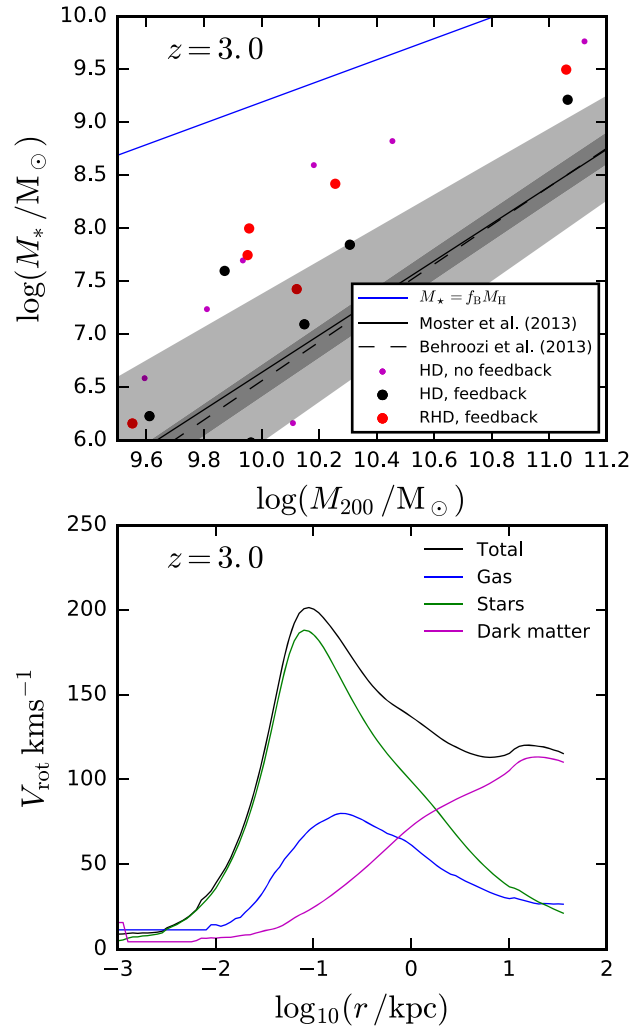 z = 3.0
10.0
9.5
9.0
8.5
8.0
7.5
7.0
6.5
6.0
log(M* /M⊙)
M⋆ = fB MH
Moster et al. (2013)
Behroozi et al. (2013)
HD, no feedback
HD, feedback
RHD, feedback
9.6 9.8 10.0 10.2 10.4 10.6 10.8 11.0 11.2
log(M200 /M⊙)
250
200
150
100
50
0
z = 3.0
Total
Gas
Stars
Dark matter
Vrot kms−1
−3 −2 −1 0 1 2
log10(r /kpc)